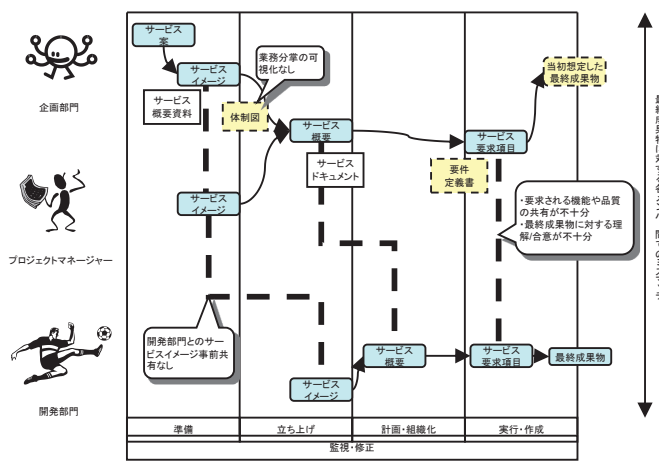 サービス
案
サービス
イメージ
業務分掌の可
視化なし
当初想定した
最終成果物
企画部門
サービス
概要資料
体制図
サービス
概要
サービス
要求項目
サービス
ドキュメント
要件
定義書
サービス
イメージ
・要求される機能や品質
の共有が不十分
・最終成果物に対する理
解/合意が不十分
プロジェクトマネージャー
開発部門とのサー
ビスイメージ事前共
有なし
サービス
概要
サービス
要求項目
最終成果物
サービス
イメージ
開発部門
準備
立ち上げ
計画・組織化
実行・作成
監視・修正